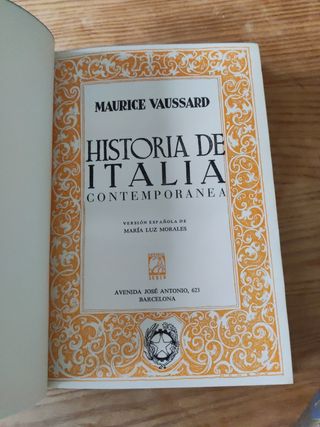 MAURICE VAUSSARD
HISTORIA DE
ITALIA
CONTEMPORANEA
VERSIÓN ESPAÑOLA DE
MARÍA LUZ MORALES
AVENIDA JOSÉ ANTONIO, 623
BARCELONA